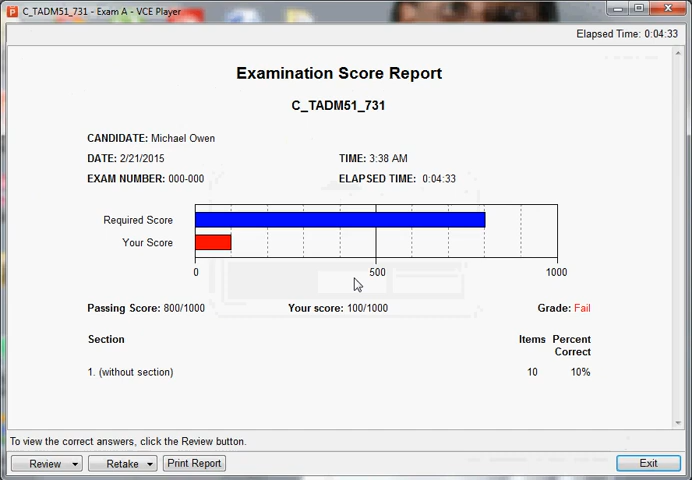 C_TADM51_731 - Exam A - VCE Player
Elapsed Time: 0:04:33
Examination Score Report
C_TADM51_731
CANDIDATE: Michael Owen
DATE: 2/21/2015 TIME: 3:38 AM
EXAM NUMBER: 000-000 ELAPSED TIME: 0:04:33
Required Score
Your Score
0 500 1000
Passing Score: 800/1000 Your score: 100/1000 Grade: Fail
Section Items Percent Correct
1. (without section) 10 10%
To view the correct answers, click the Review button.
Review Retake Print Report Exit